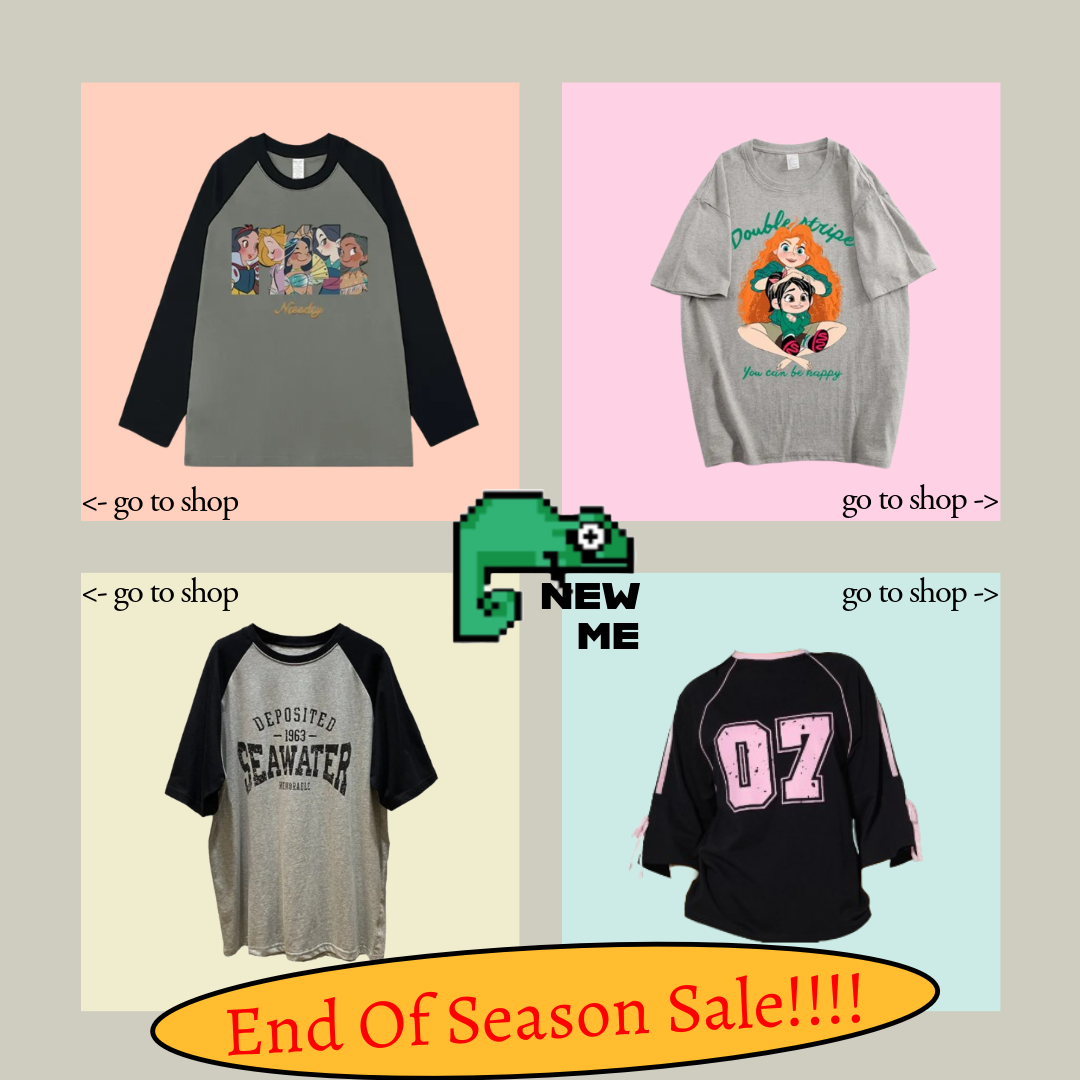 Double stripe
You can be happy
<- go to shop
go to shop ->
<- go to shop
go to shop ->
NEW
ME
DEPOSITED
– 1963 –
SEAWATER
07
End Of Season Sale!!!!